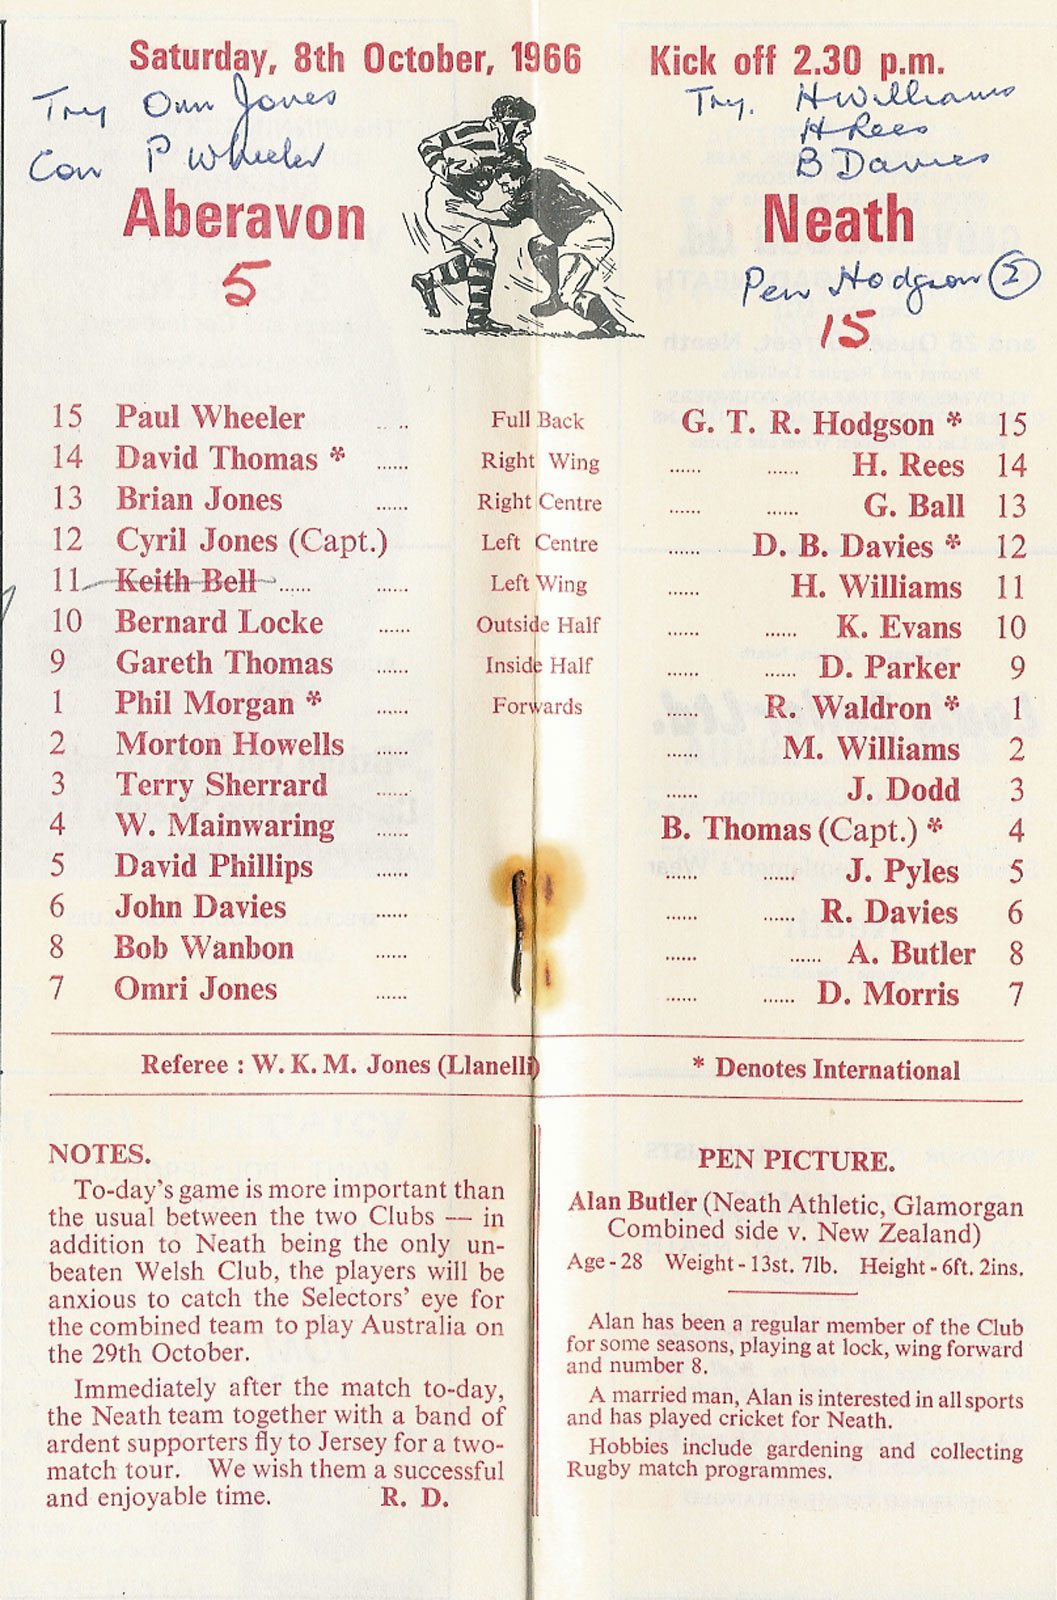 Saturday, 8th October, 1966 Kick off 2.30 p.m.
Try Omri Jones
Con P Wheeler
Try. H Williams
H Rees
B Davies
Aberavon
5
Neath
Pen Hodgson (2)
15
15 Paul Wheeler ..... Full Back G. T. R. Hodgson * 15
14 David Thomas * ...... Right Wing ...... ...... H. Rees 14
13 Brian Jones ...... Right Centre ...... ...... G. Ball 13
12 Cyril Jones (Capt.) Left Centre ...... D. B. Davies * 12
11 Keith Bell ...... ...... Left Wing ...... H. Williams 11
10 Bernard Locke ...... Outside Half ...... ...... K. Evans 10
9 Gareth Thomas ...... Inside Half ...... ...... D. Parker 9
1 Phil Morgan * ...... Forwards ...... R. Waldron * 1
2 Morton Howells ...... ...... M. Williams 2
3 Terry Sherrard ...... ...... J. Dodd 3
4 W. Mainwaring ...... B. Thomas (Capt.) * 4
5 David Phillips ...... ...... ...... J. Pyles 5
6 John Davies ...... ...... ...... R. Davies 6
8 Bob Wanbon ...... ...... ...... A. Butler 8
7 Omri Jones ...... ...... ...... D. Morris 7
Referee : W. K. M. Jones (Llanelli) * Denotes International
NOTES.
To-day's game is more important than
the usual between the two Clubs — in
addition to Neath being the only un-
beaten Welsh Club, the players will be
anxious to catch the Selectors' eye for
the combined team to play Australia on
the 29th October.
Immediately after the match to-day,
the Neath team together with a band of
ardent supporters fly to Jersey for a two-
match tour. We wish them a successful
and enjoyable time. R. D.
PEN PICTURE.
Alan Butler (Neath Athletic, Glamorgan
Combined side v. New Zealand)
Age - 28 Weight - 13st. 7lb. Height - 6ft. 2ins.
Alan has been a regular member of the Club
for some seasons, playing at lock, wing forward
and number 8.
A married man, Alan is interested in all sports
and has played cricket for Neath.
Hobbies include gardening and collecting
Rugby match programmes.